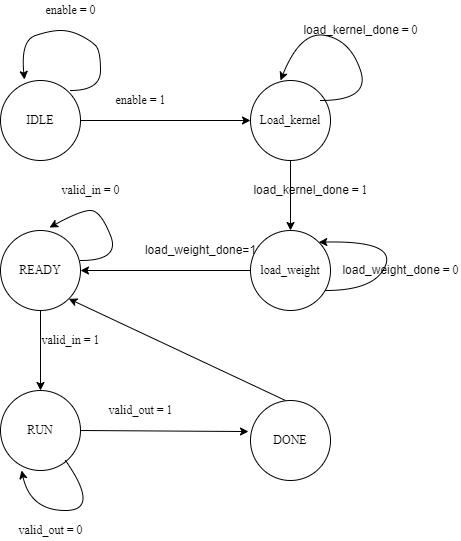 enable = 0
load_kernel_done = 0
enable = 1
IDLE
Load_kernel
valid_in = 0
load_kernel_done = 1
load_weight_done=1
READY
load_weight
load_weight_done = 0
valid_in = 1
valid_out = 1
RUN
DONE
valid_out = 0